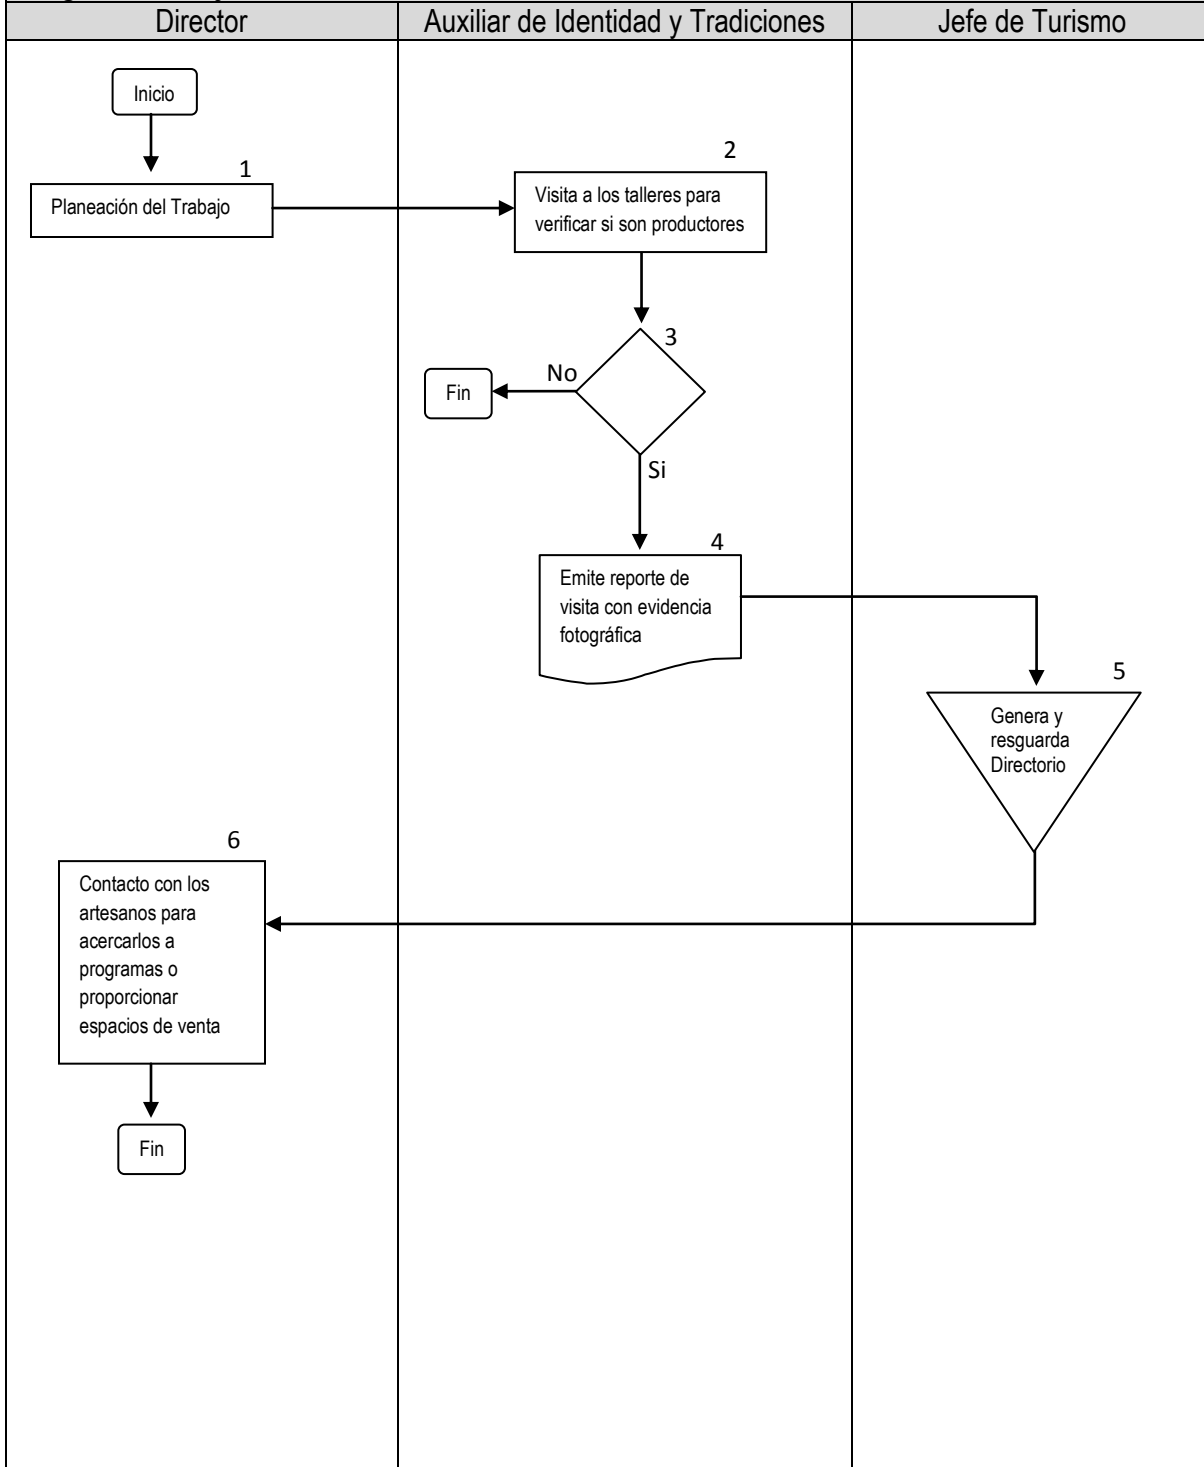 Director
Auxiliar de Identidad y Tradiciones
Jefe de Turismo
Inicio
1
Planeación del Trabajo
2
Visita a los talleres para
verificar si son productores
3
No
Fin
Si
4
Emite reporte de
visita con evidencia
fotográfica
5
Genera y
resguarda
Directorio
6
Contacto con los
artesanos para
acercarlos a
programas o
proporcionar
espacios de venta
Fin